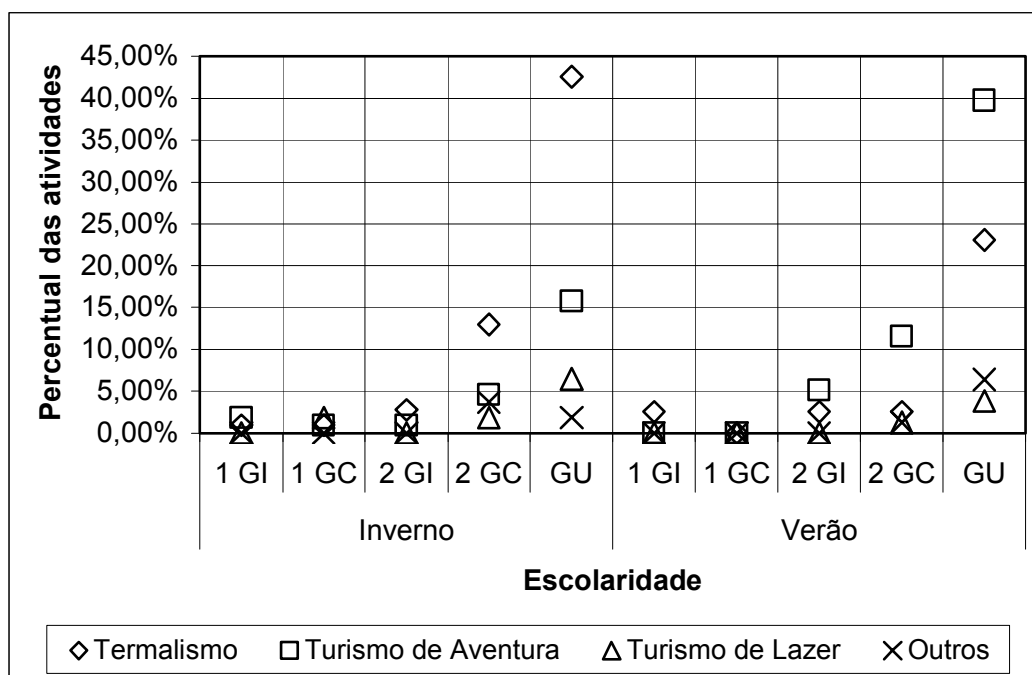 Percentual das atividades
45,00%
40,00%
35,00%
30,00%
25,00%
20,00%
15,00%
10,00%
5,00%
0,00%
1 GI 1 GC 2 GI 2 GC GU 1 GI 1 GC 2 GI 2 GC GU
Inverno Verão
Escolaridade
Termalismo Turismo de Aventura Turismo de Lazer Outros